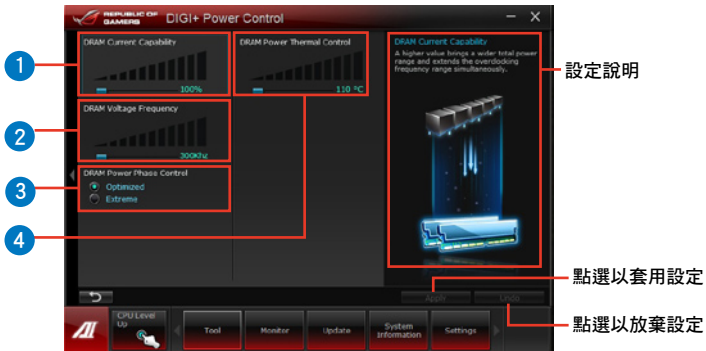 REPUBLIC OF GAMERS DIGI+ Power Control
DRAM Current Capability
100%
DRAM Power Thermal Control
110 °C
DRAM Current Capability
A higher value brings a wider total power
range and extends the overclocking
frequency range simultaneously.
設定說明
1
DRAM Voltage Frequency
300Khz
2
DRAM Power Phase Control
Optimized
Extreme
3
4
Apply
Undo
點選以套用設定
點選以放棄設定
AI
CPU Level
Up
Tool
Monitor
Update
System
Information
Settings